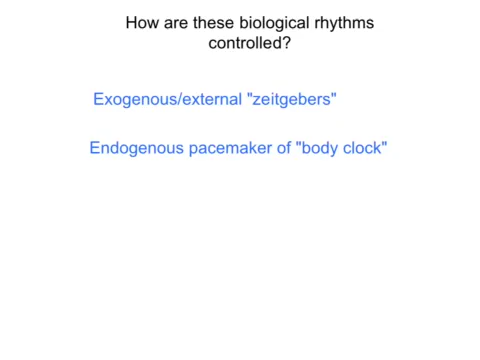 How are these biological rhythms
controlled?
Exogenous/external "zeitgebers"
Endogenous pacemaker of "body clock"